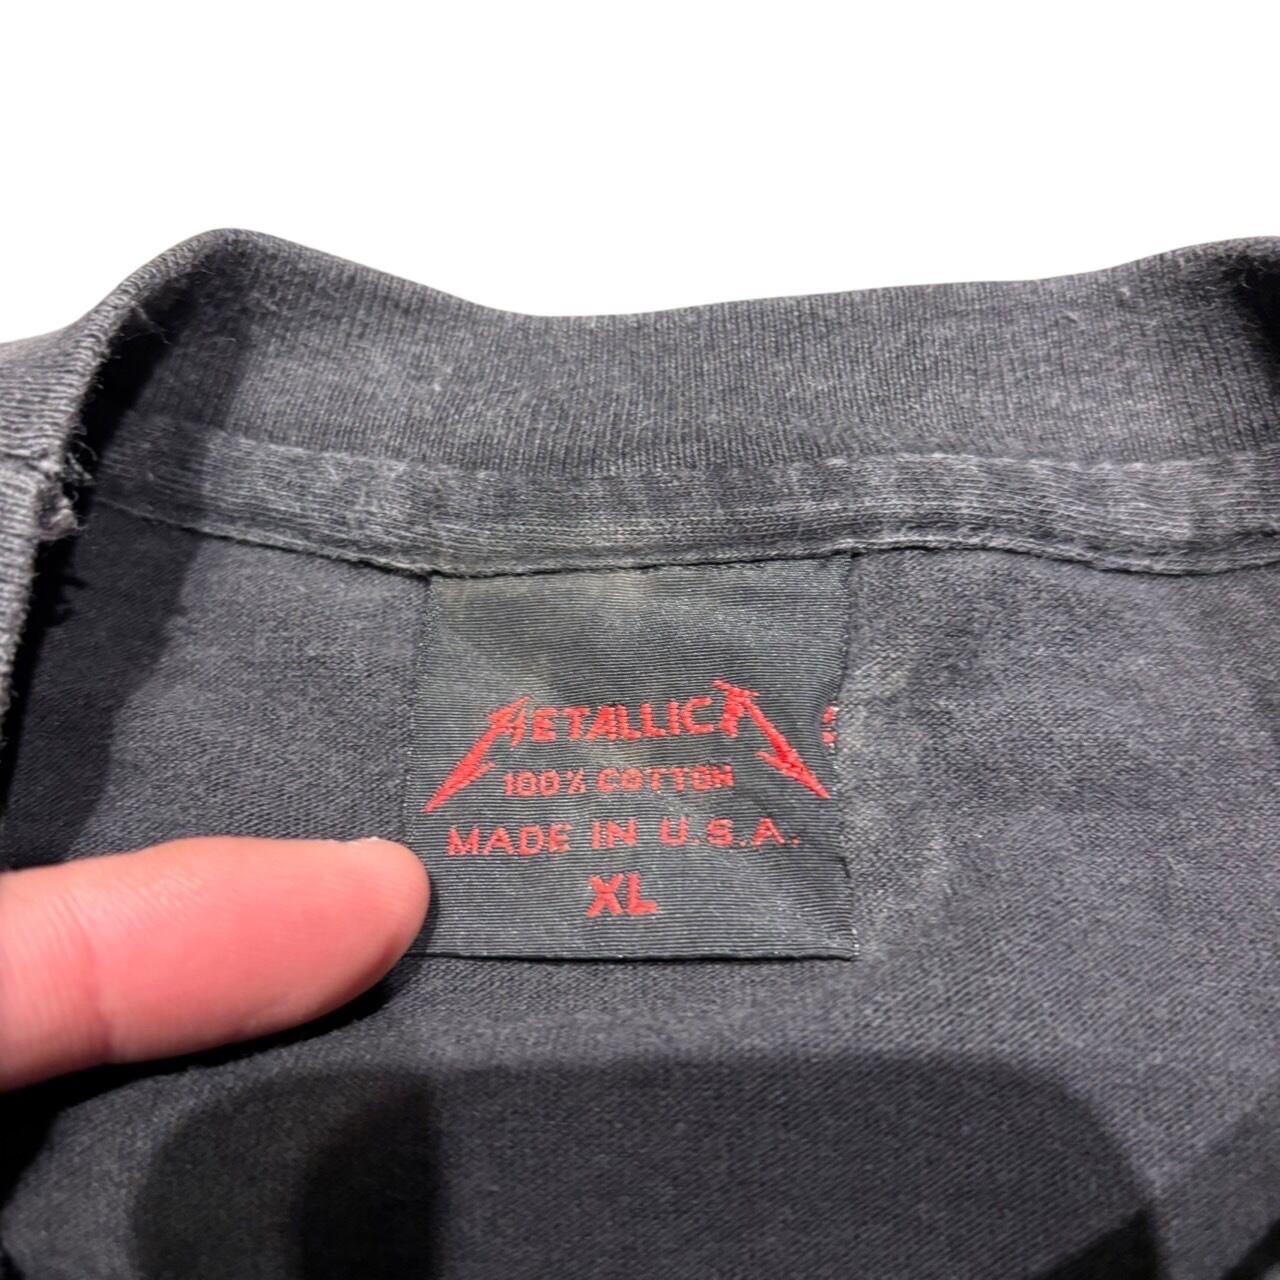 METALLICA
100% COTTON
MADE IN U.S.A.
XL